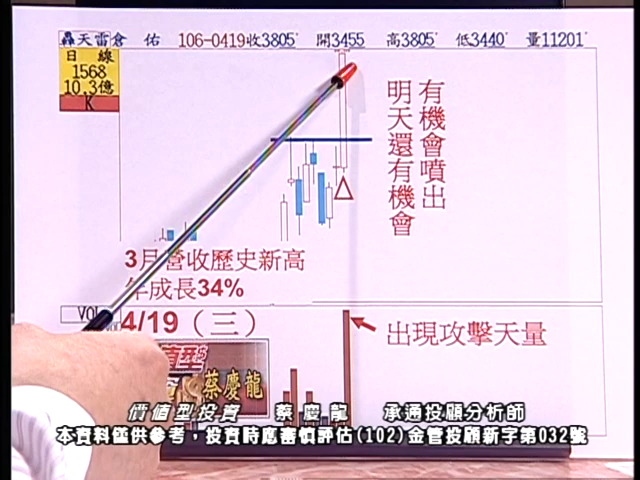 轟天雷倉 佑 106-0419收3805 開3455 高3805 低3440 量11201
日 線
1568
10.3億
K
有機會噴出
明天還有機會
3月營收歷史新高
年成長34%
VOL
4/19（三）
出現攻擊天量
值型
蔡慶龍
價值型投資 蔡慶龍 承通投顧分析師
本資料僅供參考，投資時應審慎評估(102)金管投顧新字第032號